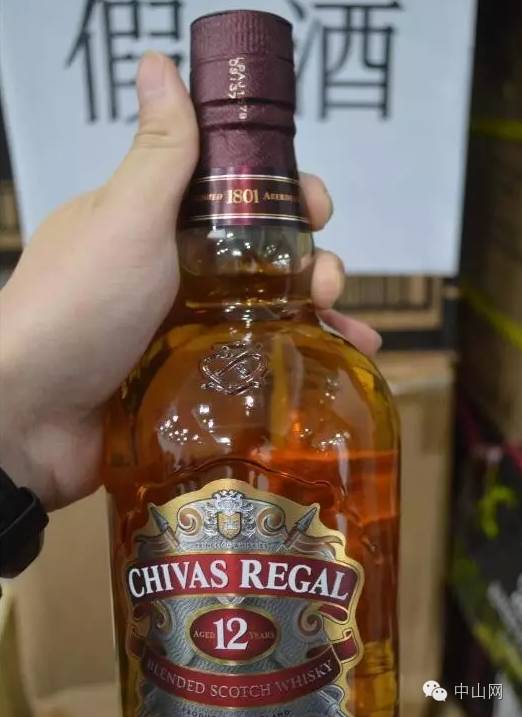 假酒
1801
CHIVAS REGAL
AGED 12 YEARS
BLENDED SCOTCH WHISKY
中山网